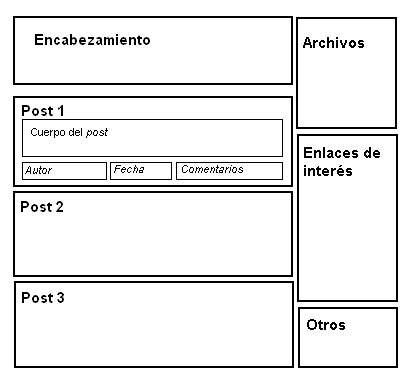 Encabezamiento
Post 1
Cuerpo del post
Autor
Fecha
Comentarios
Post 2
Post 3
Archivos
Enlaces de
interés
Otros